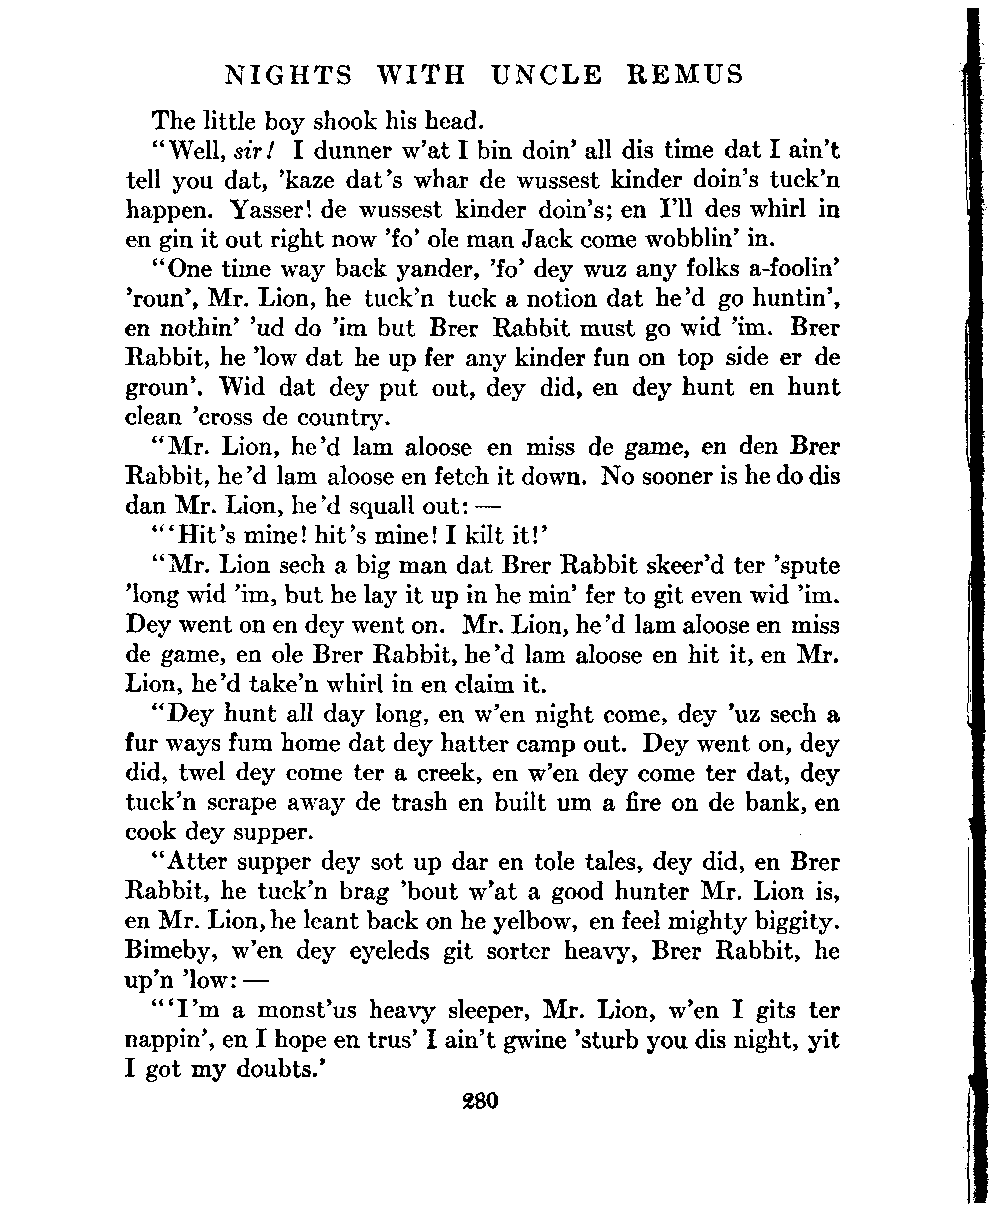 NIGHTS WITH UNCLE REMUS
The little boy shook his head.
“Well, sir! I dunner w’at I bin doin’ all dis time dat I ain’t
tell you dat, ’kaze dat’s whar de wussest kinder doin’s tuck’n
happen. Yasser! de wussest kinder doin’s; en I’ll des whirl in
en gin it out right now ’fo’ ole man Jack come wobblin’ in.
“One time way back yander, ’fo’ dey wuz any folks a-foolin’
’roun’, Mr. Lion, he tuck’n tuck a notion dat he’d go huntin’,
en nothin’ ’ud do ’im but Brer Rabbit must go wid ’im. Brer
Rabbit, he ’low dat he up fer any kinder fun on top side er de
groun’. Wid dat dey put out, dey did, en dey hunt en hunt
clean ’cross de country.
“Mr. Lion, he’d lam aloose en miss de game, en den Brer
Rabbit, he’d lam aloose en fetch it down. No sooner is he do dis
dan Mr. Lion, he’d squall out: —
“‘Hit’s mine! hit’s mine! I kilt it!’
“Mr. Lion sech a big man dat Brer Rabbit skeer’d ter ’spute
’long wid ’im, but he lay it up in he min’ fer to git even wid ’im.
Dey went on en dey went on. Mr. Lion, he’d lam aloose en miss
de game, en ole Brer Rabbit, he’d lam aloose en hit it, en Mr.
Lion, he’d take’n whirl in en claim it.
“Dey hunt all day long, en w’en night come, dey ’uz sech a
fur ways fum home dat dey hatter camp out. Dey went on, dey
did, twel dey come ter a creek, en w’en dey come ter dat, dey
tuck’n scrape away de trash en built um a fire on de bank, en
cook dey supper.
“Atter supper dey sot up dar en tole tales, dey did, en Brer
Rabbit, he tuck’n brag ’bout w’at a good hunter Mr. Lion is,
en Mr. Lion, he leant back on he yelbow, en feel mighty biggity.
Bimeby, w’en dey eyeleds git sorter heavy, Brer Rabbit, he
up’n ’low: —
“‘I’m a monst’us heavy sleeper, Mr. Lion, w’en I gits ter
nappin’, en I hope en trus’ I ain’t gwine ’sturb you dis night, yit
I got my doubts.’
280